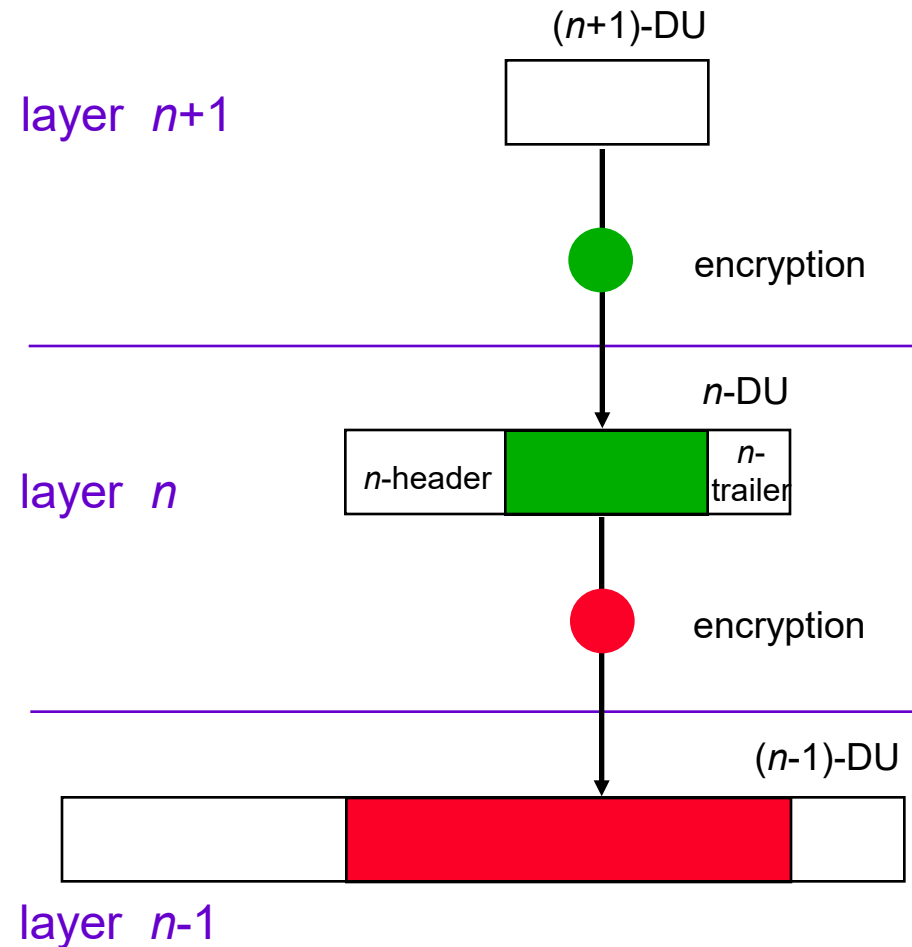 (n+1)-DU
layer n+1
encryption
n-DU
n-header
n-
trailer
layer n
encryption
(n-1)-DU
layer n-1